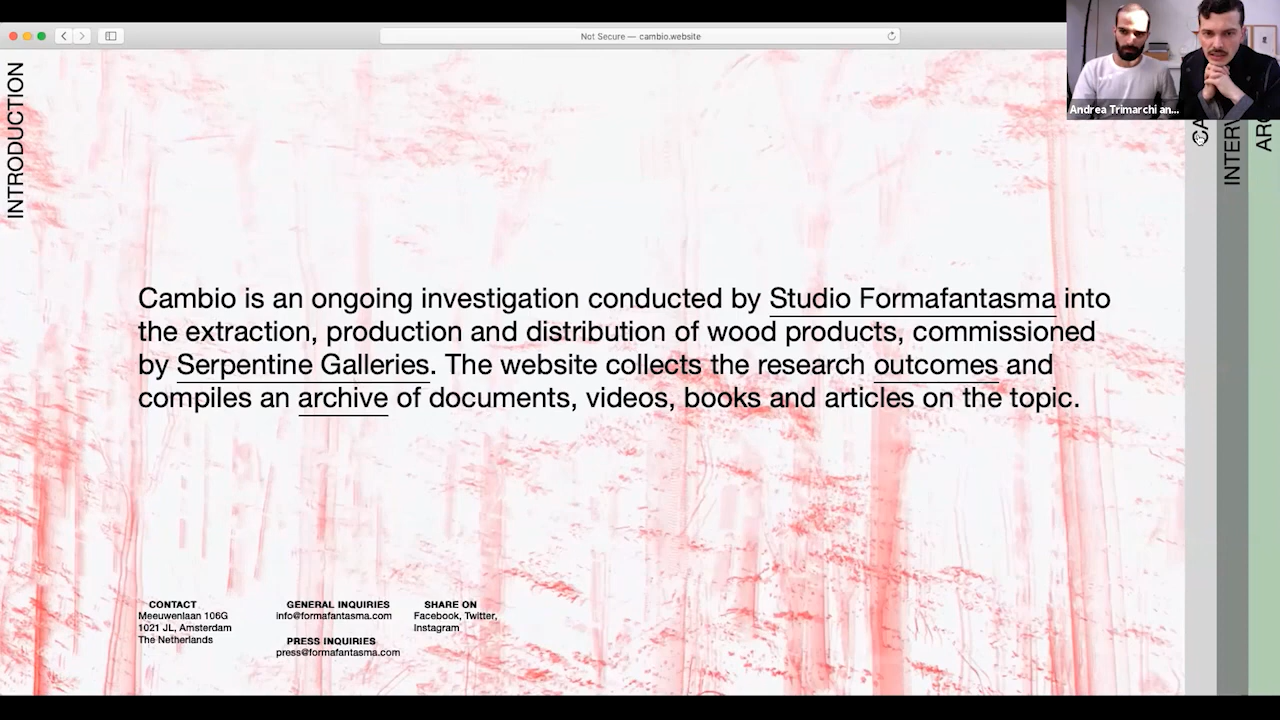 Not Secure — cambio.website
Andrea Trimarchi an...
INTRODUCTION
CA
INTERV
ARC
Cambio is an ongoing investigation conducted by Studio Formafantasma into
the extraction, production and distribution of wood products, commissioned
by Serpentine Galleries. The website collects the research outcomes and
compiles an archive of documents, videos, books and articles on the topic.
CONTACT
Meeuwenlaan 106G
1021 JL, Amsterdam
The Netherlands
GENERAL INQUIRIES
info@formafantasma.com
PRESS INQUIRIES
press@formafantasma.com
SHARE ON
Facebook, Twitter,
Instagram